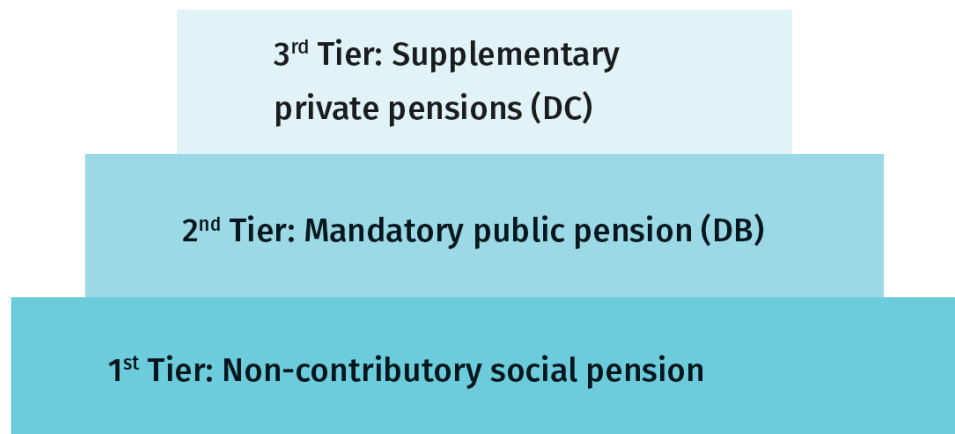 3rd Tier: Supplementary
private pensions (DC)
2nd Tier: Mandatory public pension (DB)
1st Tier: Non-contributory social pension